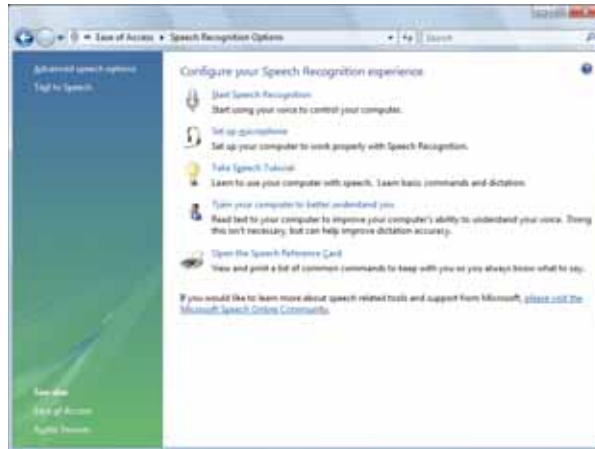 Ease of Access ▸ Speech Recognition Options
Search
Advanced speech options
Text to Speech
Configure your Speech Recognition experience
Start Speech Recognition
Start using your voice to control your computer.
Set up microphone
Set up your computer to work properly with Speech Recognition.
Take Speech Tutorial
Learn to use your computer with speech. Learn basic commands and dictation.
Train your computer to better understand you
Read text to your computer to improve your computer's ability to understand your voice. Doing
this isn't necessary, but can help improve dictation accuracy.
Open the Speech Reference Card
View and print a list of common commands to keep with you so you always know what to say.
If you would like to learn more about speech related tools and support from Microsoft, please visit the
Microsoft Speech Online Community.
See also
Ease of Access
Audio Devices